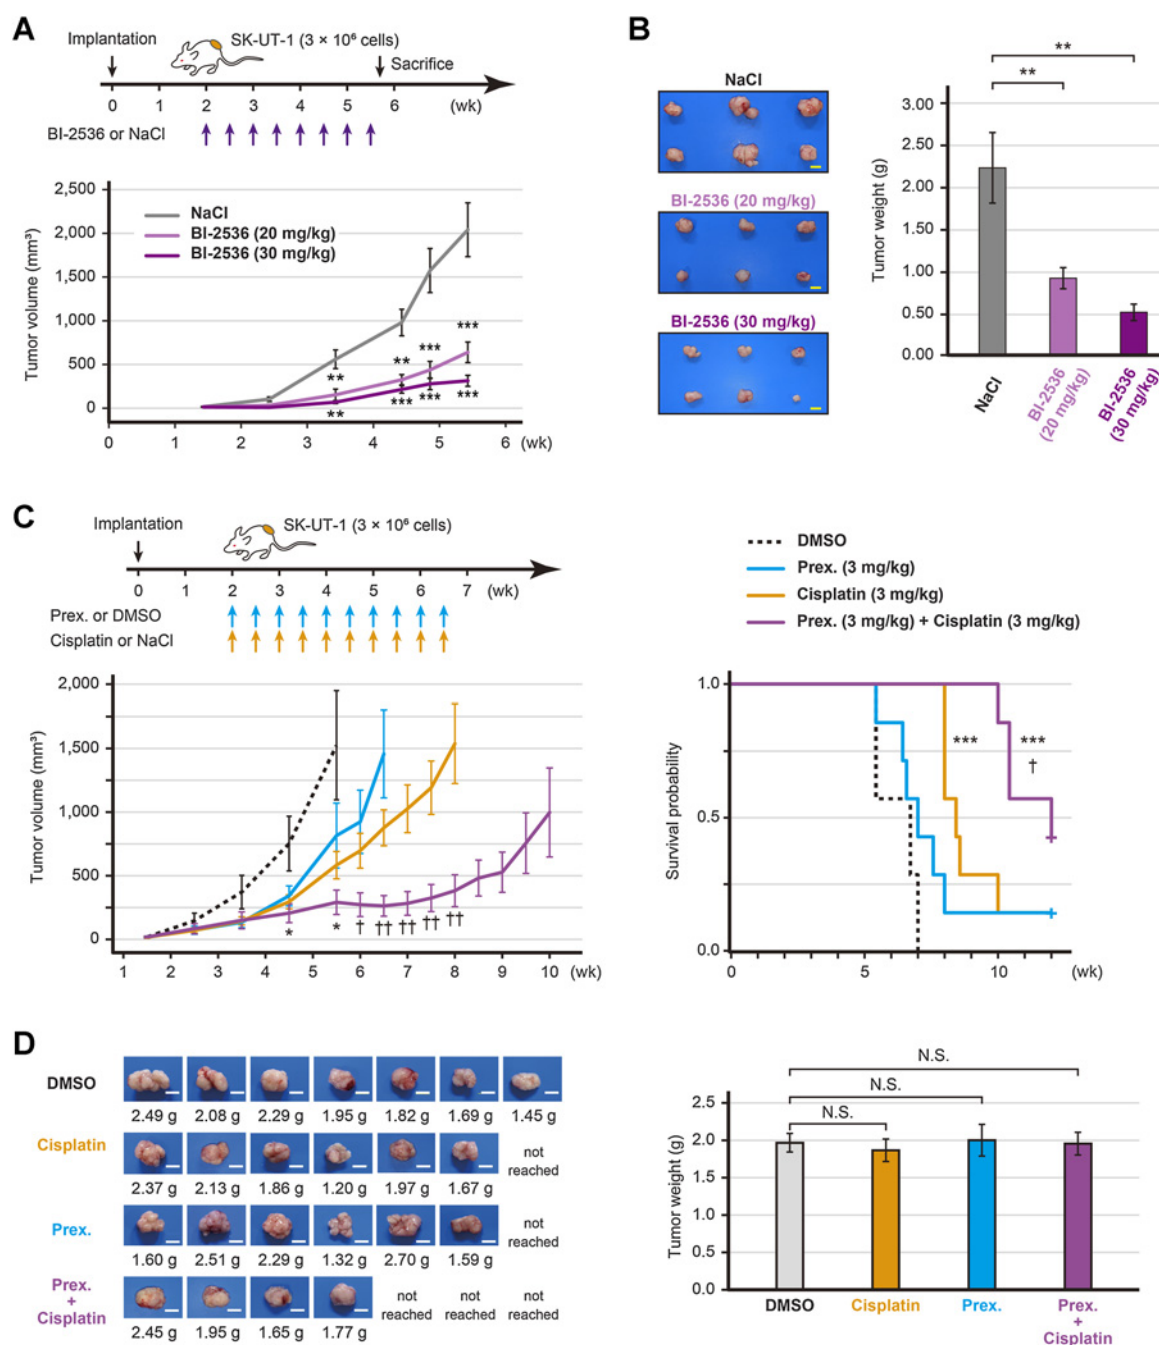 A
Implantation
SK-UT-1 (3 × 10⁶ cells)
Sacrifice
0 1 2 3 4 5 6 (wk)
BI-2536 or NaCl
Tumor volume (mm³)
2,500
2,000
1,500
1,000
500
0
NaCl
BI-2536 (20 mg/kg)
BI-2536 (30 mg/kg)
** ** *** ***
** *** *** ***
0 1 2 3 4 5 6 (wk)
B
NaCl
BI-2536 (20 mg/kg)
BI-2536 (30 mg/kg)
**
**
Tumor weight (g)
3.00
2.50
2.00
1.50
1.00
0.50
0.00
NaCl
BI-2536
(20 mg/kg)
BI-2536
(30 mg/kg)
C
Implantation
SK-UT-1 (3 × 10⁶ cells)
0 1 2 3 4 5 6 7 (wk)
Prex. or DMSO
Cisplatin or NaCl
Tumor volume (mm³)
2,000
1,500
1,000
500
0
* * † †† †† †† ††
1 2 3 4 5 6 7 8 9 10 (wk)
DMSO
Prex. (3 mg/kg)
Cisplatin (3 mg/kg)
Prex. (3 mg/kg) + Cisplatin (3 mg/kg)
Survival probability
1.0
0.5
0.0
*** ***
†
0 5 10 (wk)
D
DMSO
2.49 g 2.08 g 2.29 g 1.95 g 1.82 g 1.69 g 1.45 g
Cisplatin
not
reached
2.37 g 2.13 g 1.86 g 1.20 g 1.97 g 1.67 g
Prex.
not
reached
1.60 g 2.51 g 2.29 g 1.32 g 2.70 g 1.59 g
Prex.
+
Cisplatin
not not not
reached reached reached
2.45 g 1.95 g 1.65 g 1.77 g
N.S.
N.S.
N.S.
Tumor weight (g)
2.5
2.0
1.5
1.0
0.5
0.0
DMSO Cisplatin Prex. Prex.
+
Cisplatin